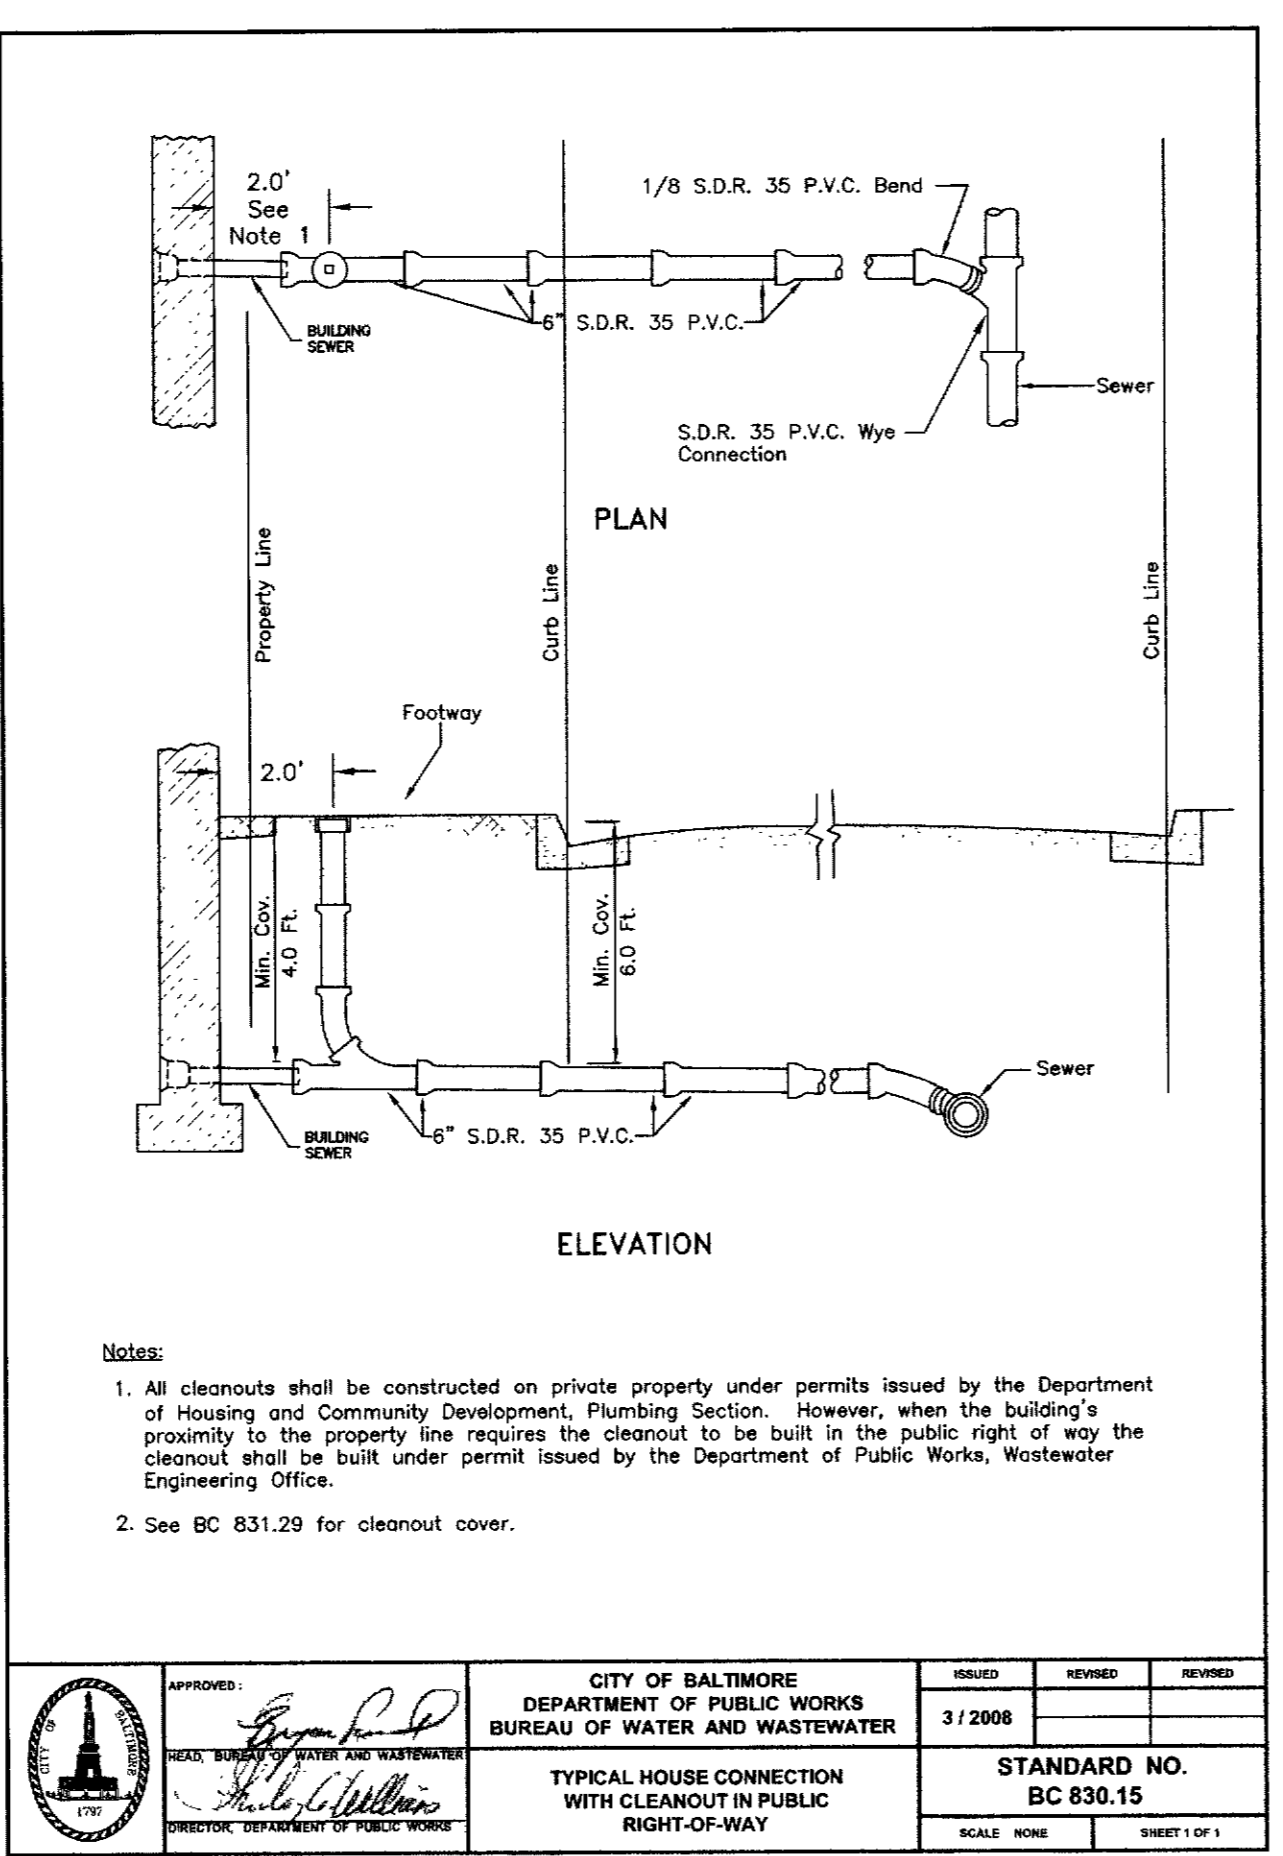 2.0'
See
Note 1
1/8 S.D.R. 35 P.V.C. Bend
BUILDING
SEWER
6" S.D.R. 35 P.V.C.
Sewer
S.D.R. 35 P.V.C. Wye
Connection
PLAN
Property Line
Curb Line
Curb Line
Footway
2.0'
Min. Cov.
4.0 Ft.
Min. Cov.
6.0 Ft.
Sewer
BUILDING
SEWER
6" S.D.R. 35 P.V.C.
ELEVATION
Notes:
1. All cleanouts shall be constructed on private property under permits issued by the Department
of Housing and Community Development, Plumbing Section. However, when the building's
proximity to the property line requires the cleanout to be built in the public right of way the
cleanout shall be built under permit issued by the Department of Public Works, Wastewater
Engineering Office.
2. See BC 831.29 for cleanout cover.
CITY OF BALTIMORE
1797
APPROVED:
HEAD, BUREAU OF WATER AND WASTEWATER
DIRECTOR, DEPARTMENT OF PUBLIC WORKS
CITY OF BALTIMORE
DEPARTMENT OF PUBLIC WORKS
BUREAU OF WATER AND WASTEWATER
TYPICAL HOUSE CONNECTION
WITH CLEANOUT IN PUBLIC
RIGHT-OF-WAY
ISSUED
REVISED
REVISED
3 / 2008
STANDARD NO.
BC 830.15
SCALE NONE
SHEET 1 OF 1